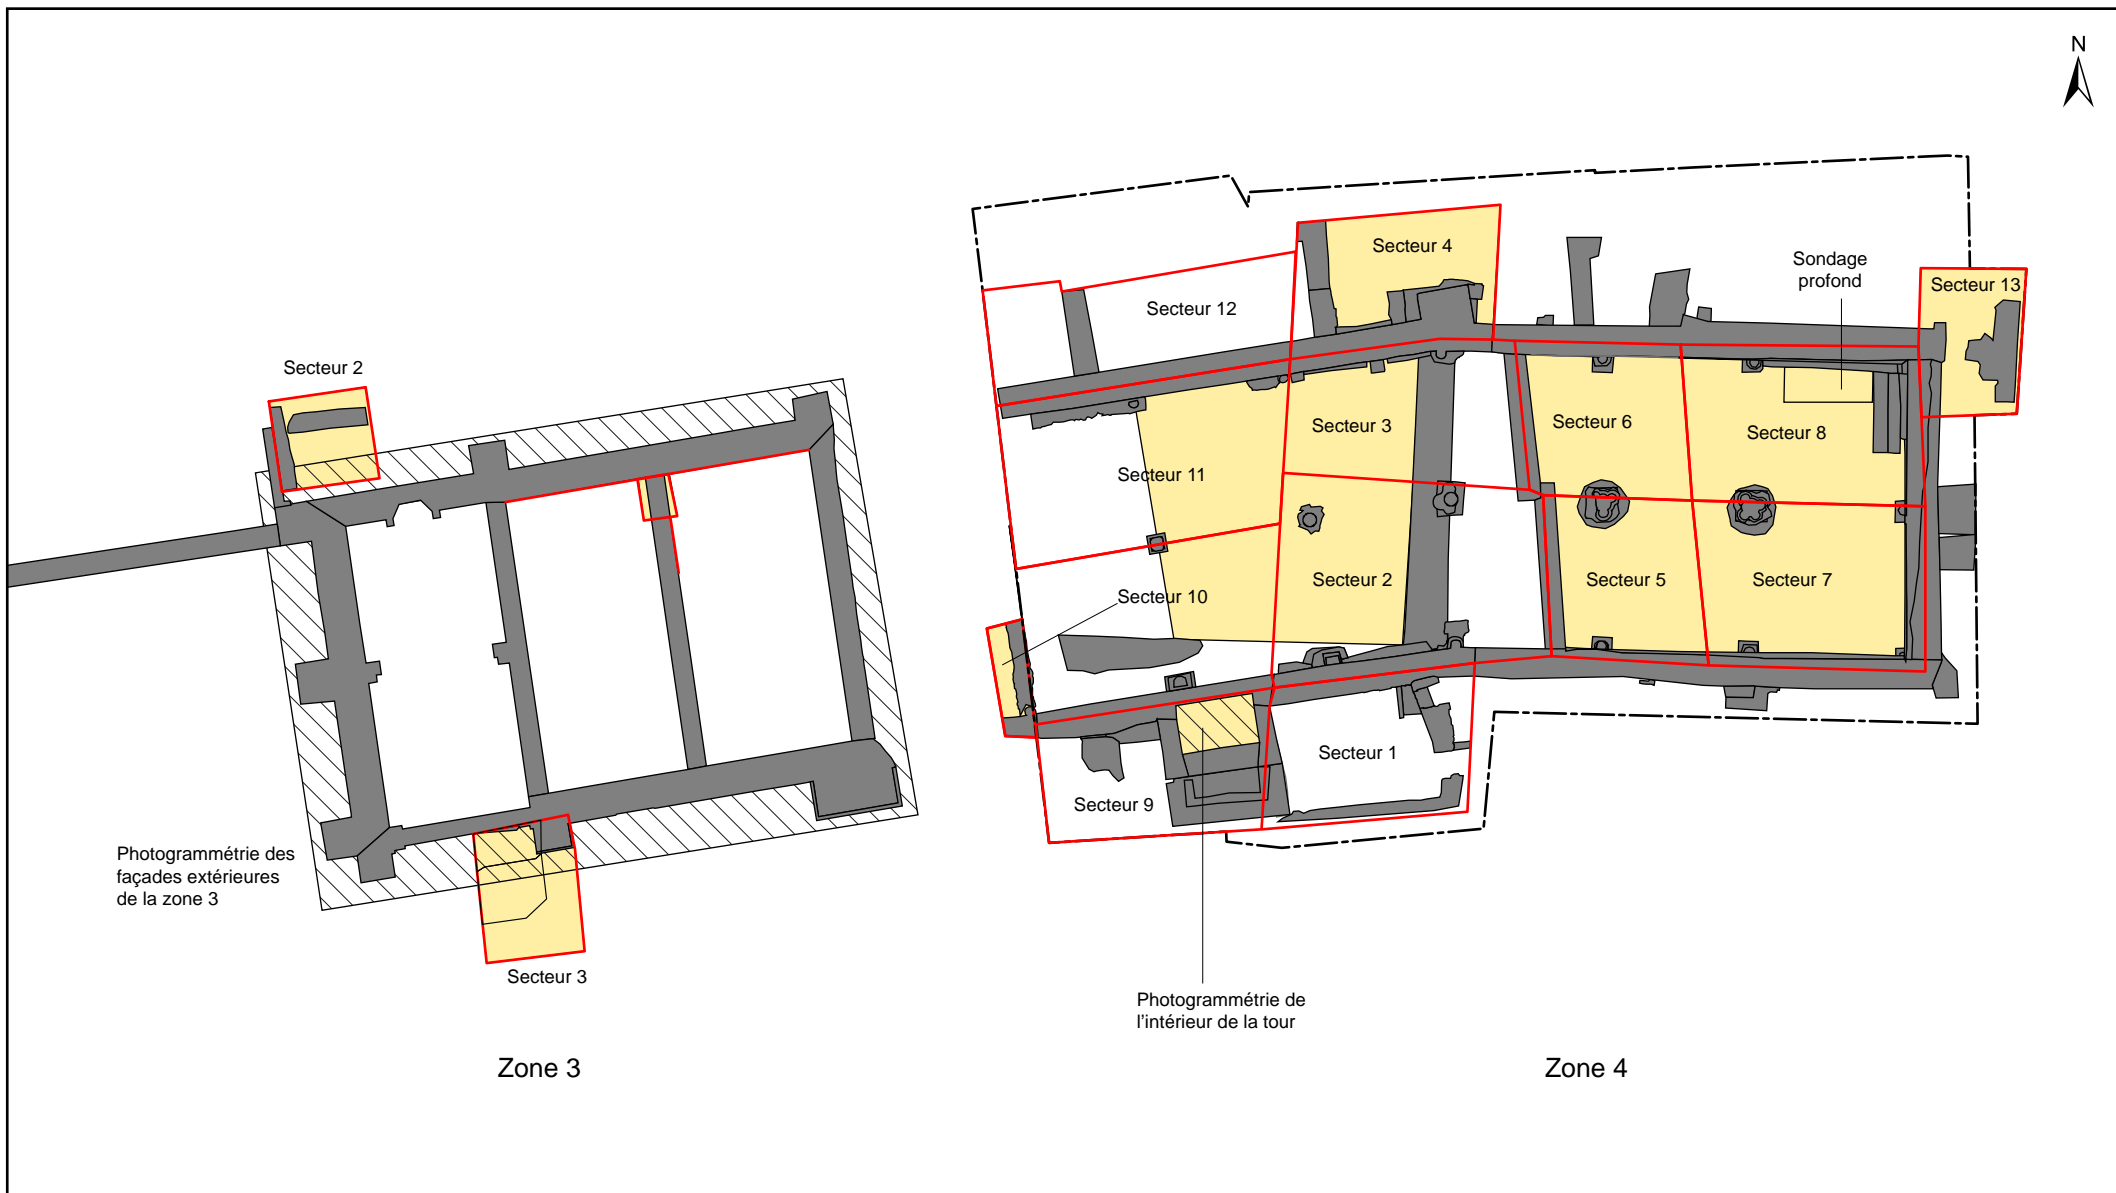 N
Secteur 4
Sondage
profond
Secteur 13
Secteur 12
Secteur 2
Secteur 3
Secteur 6
Secteur 8
Secteur 11
Secteur 2
Secteur 5
Secteur 7
Secteur 10
Secteur 1
Secteur 9
Photogrammétrie des
façades extérieures
de la zone 3
Secteur 3
Photogrammétrie de
l'intérieur de la tour
Zone 3
Zone 4